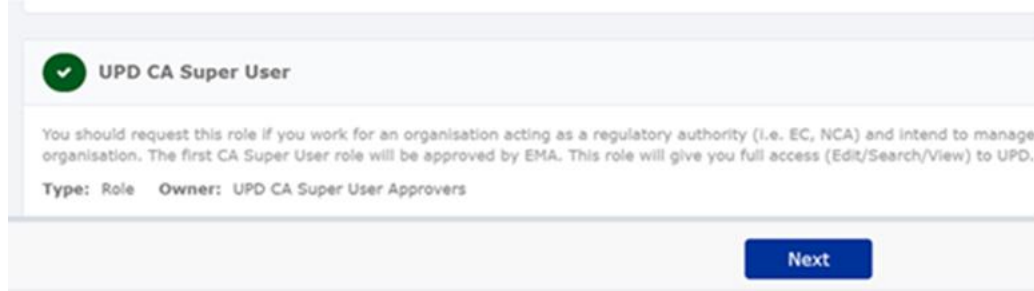 UPD CA Super User
You should request this role if you work for an organisation acting as a regulatory authority (i.e. EC, NCA) and intend to manage
organisation. The first CA Super User role will be approved by EMA. This role will give you full access (Edit/Search/View) to UPD.
Type: Role Owner: UPD CA Super User Approvers
Next